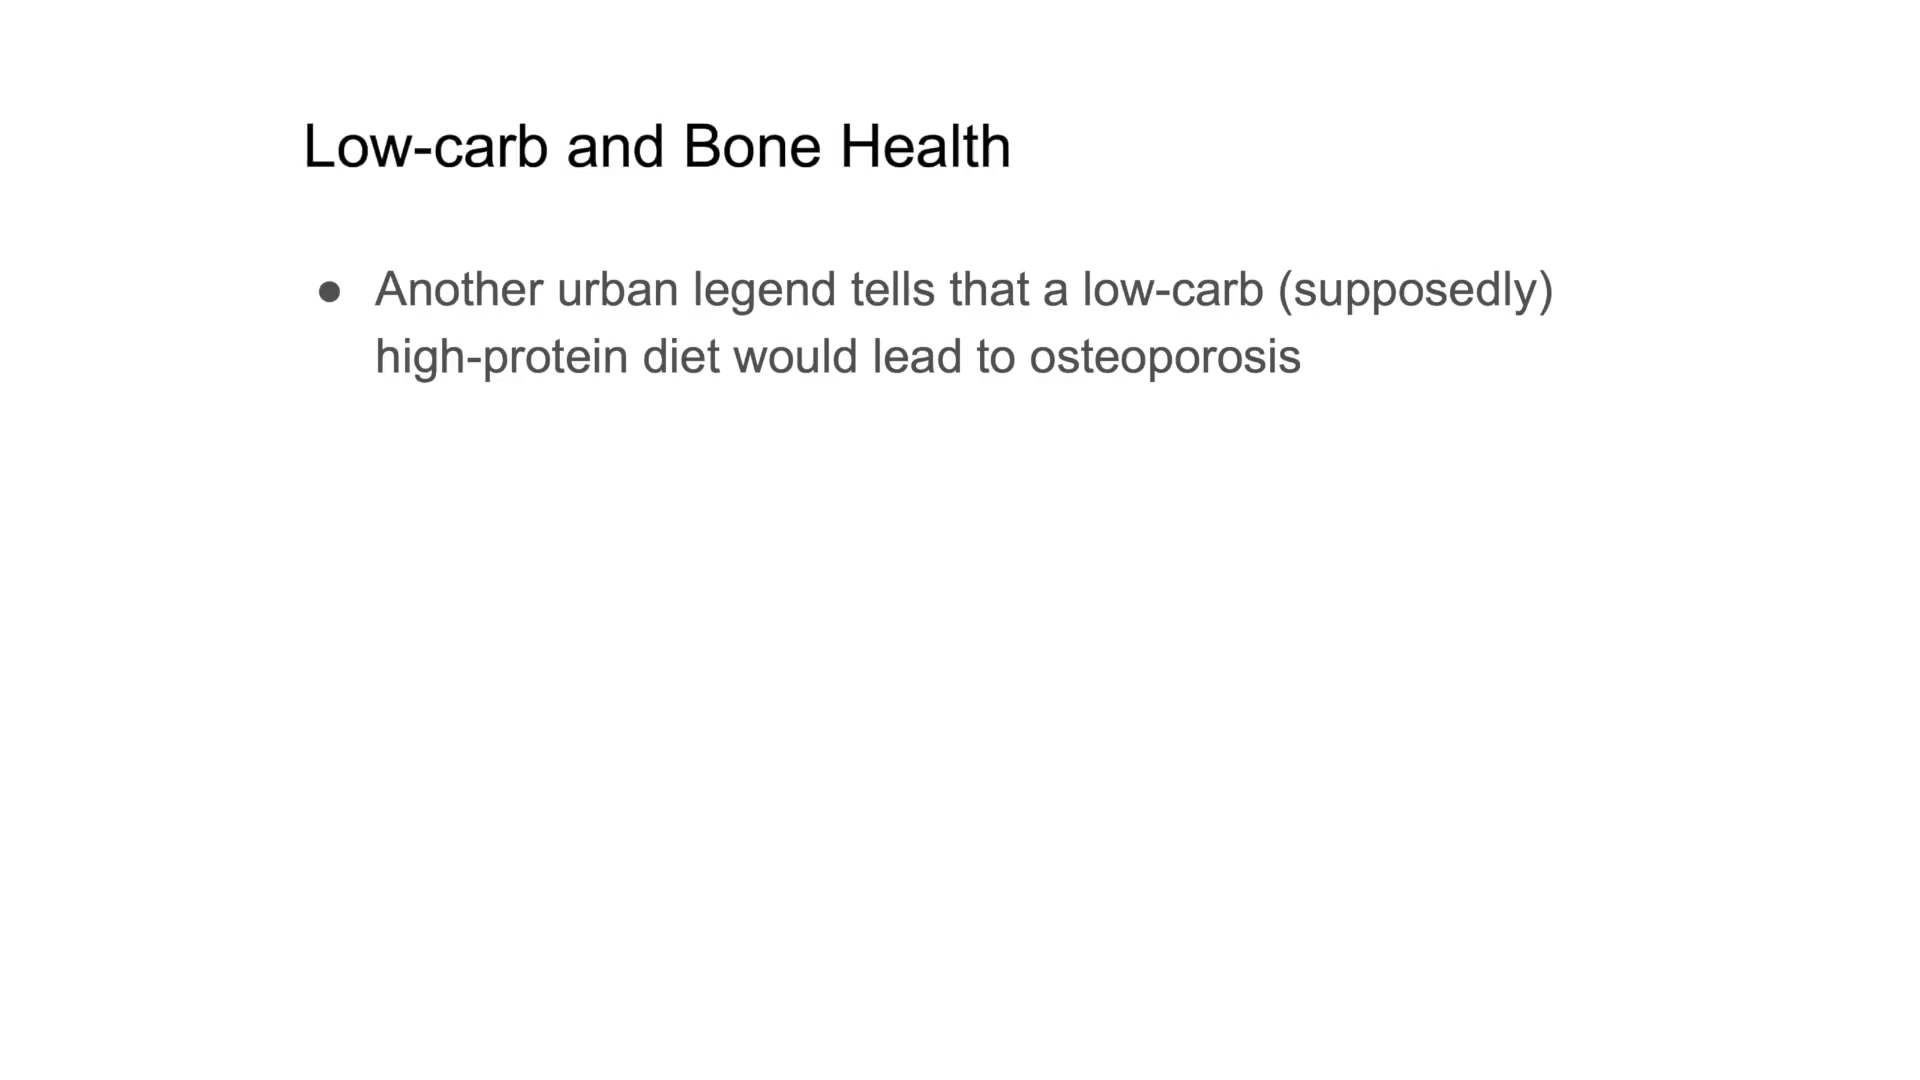 Low-carb and Bone Health
● Another urban legend tells that a low-carb (supposedly)
high-protein diet would lead to osteoporosis